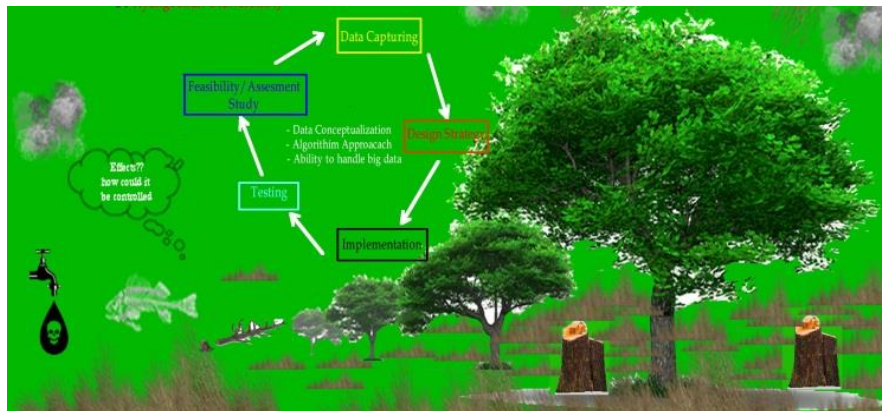 Data Capturing
Feasibility/Assesment
Study
- Data Conceptualization
- Algorithim Approacach
- Ability to handle big data
Design Strategy
Effects??
how could it
be controlled
Testing
Implementation